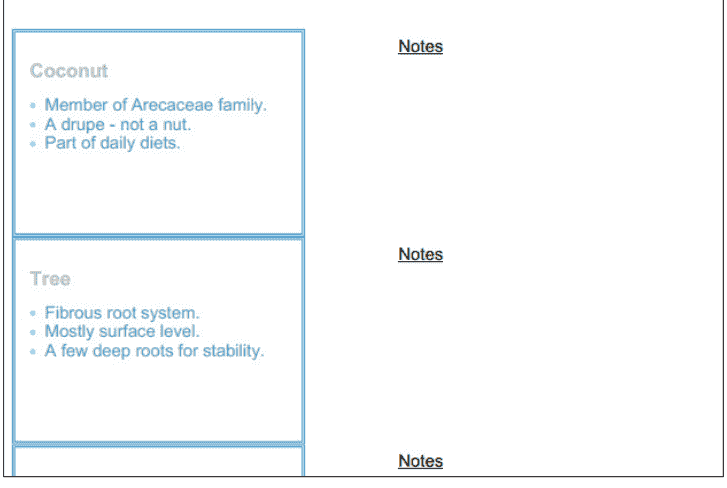 Notes
Coconut
• Member of Arecaceae family.
• A drupe - not a nut.
• Part of daily diets.
Notes
Tree
• Fibrous root system.
• Mostly surface level.
• A few deep roots for stability.
Notes